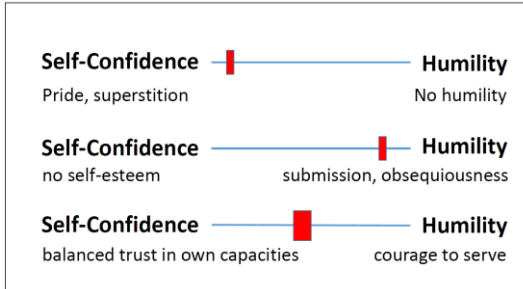 Self-Confidence Humility
Pride, superstition No humility
Self-Confidence Humility
no self-esteem submission, obsequiousness
Self-Confidence Humility
balanced trust in own capacities courage to serve